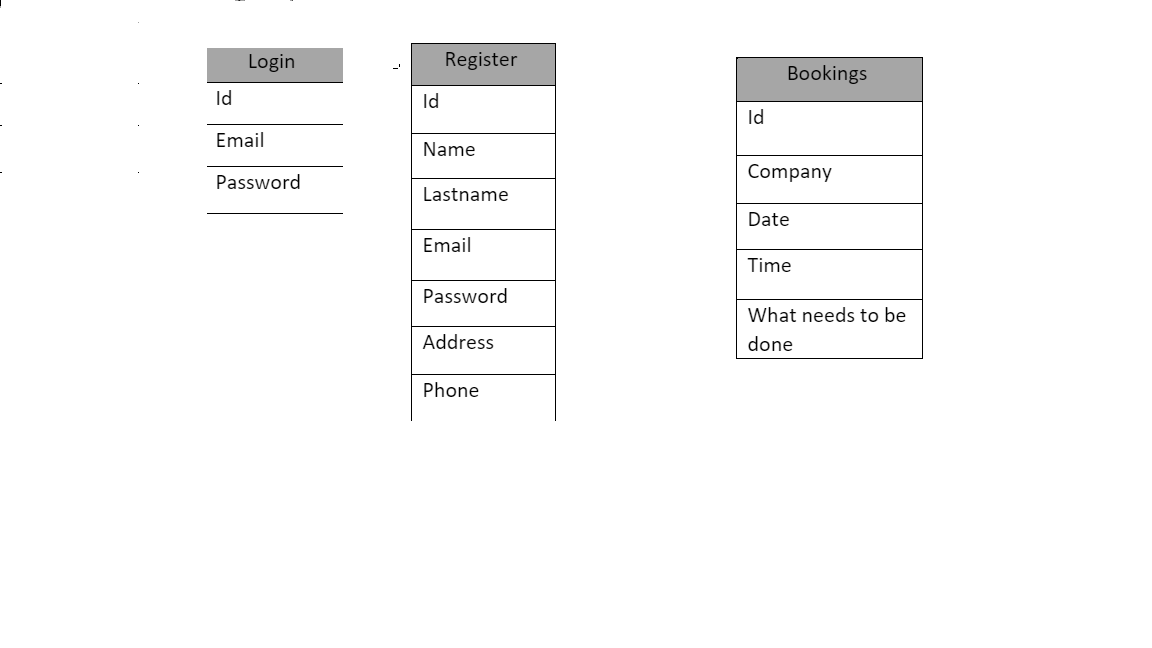 Login
Id
Email
Password
Register
Id
Name
Lastname
Email
Password
Address
Phone
Bookings
Id
Company
Date
Time
What needs to be
done